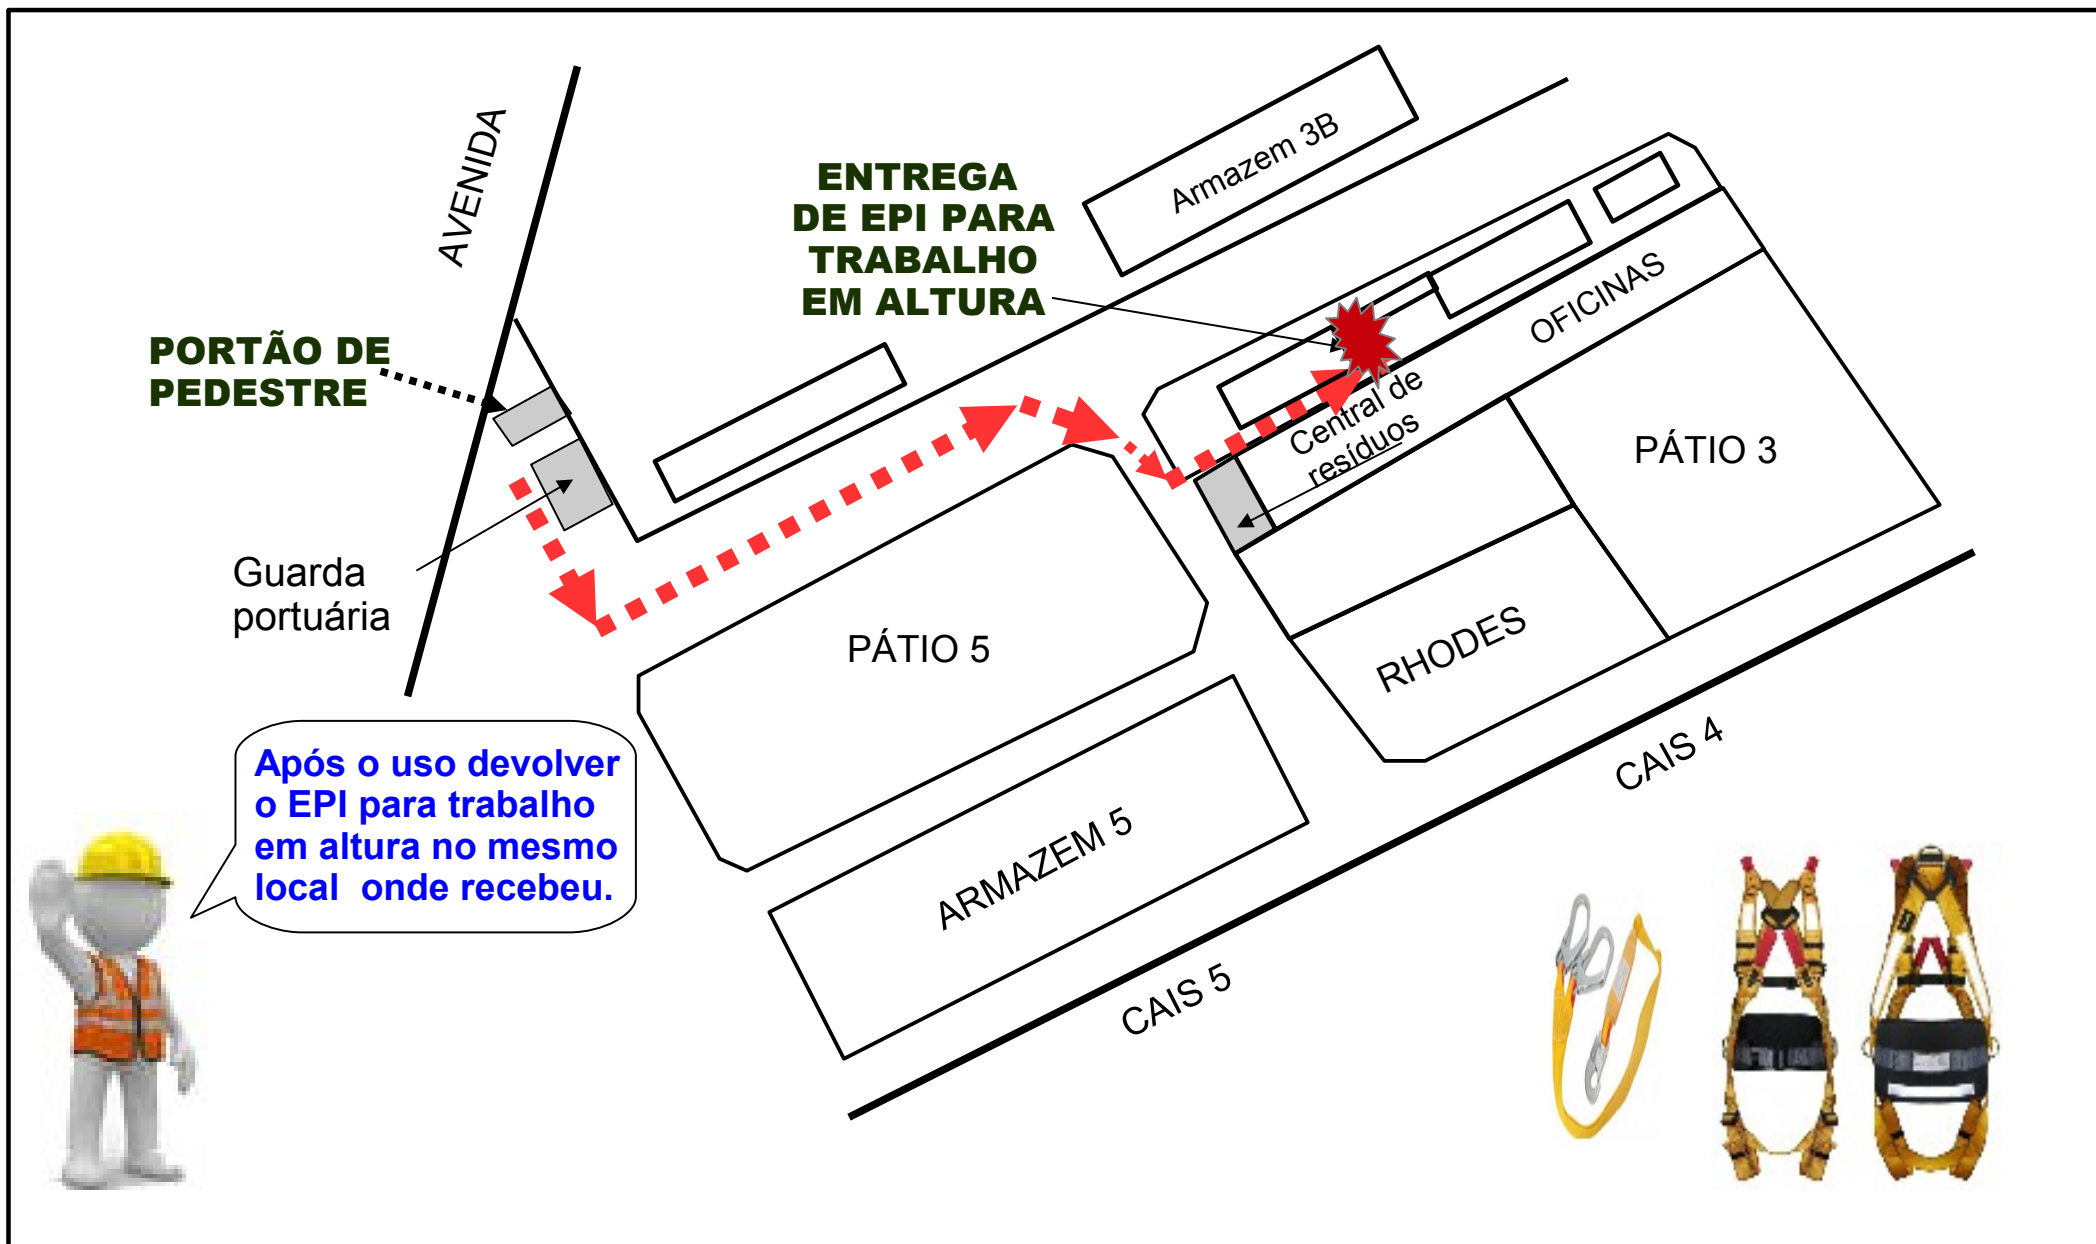 AVENIDA
Armazem 3B
ENTREGA
DE EPI PARA
TRABALHO
EM ALTURA
PORTÃO DE
PEDESTRE
OFICINAS
Central de
resíduos
PÁTIO 3
Guarda
portuária
PÁTIO 5
RHODES
CAIS 4
Após o uso devolver
o EPI para trabalho
em altura no mesmo
local  onde recebeu.
ARMAZEM 5
CAIS 5